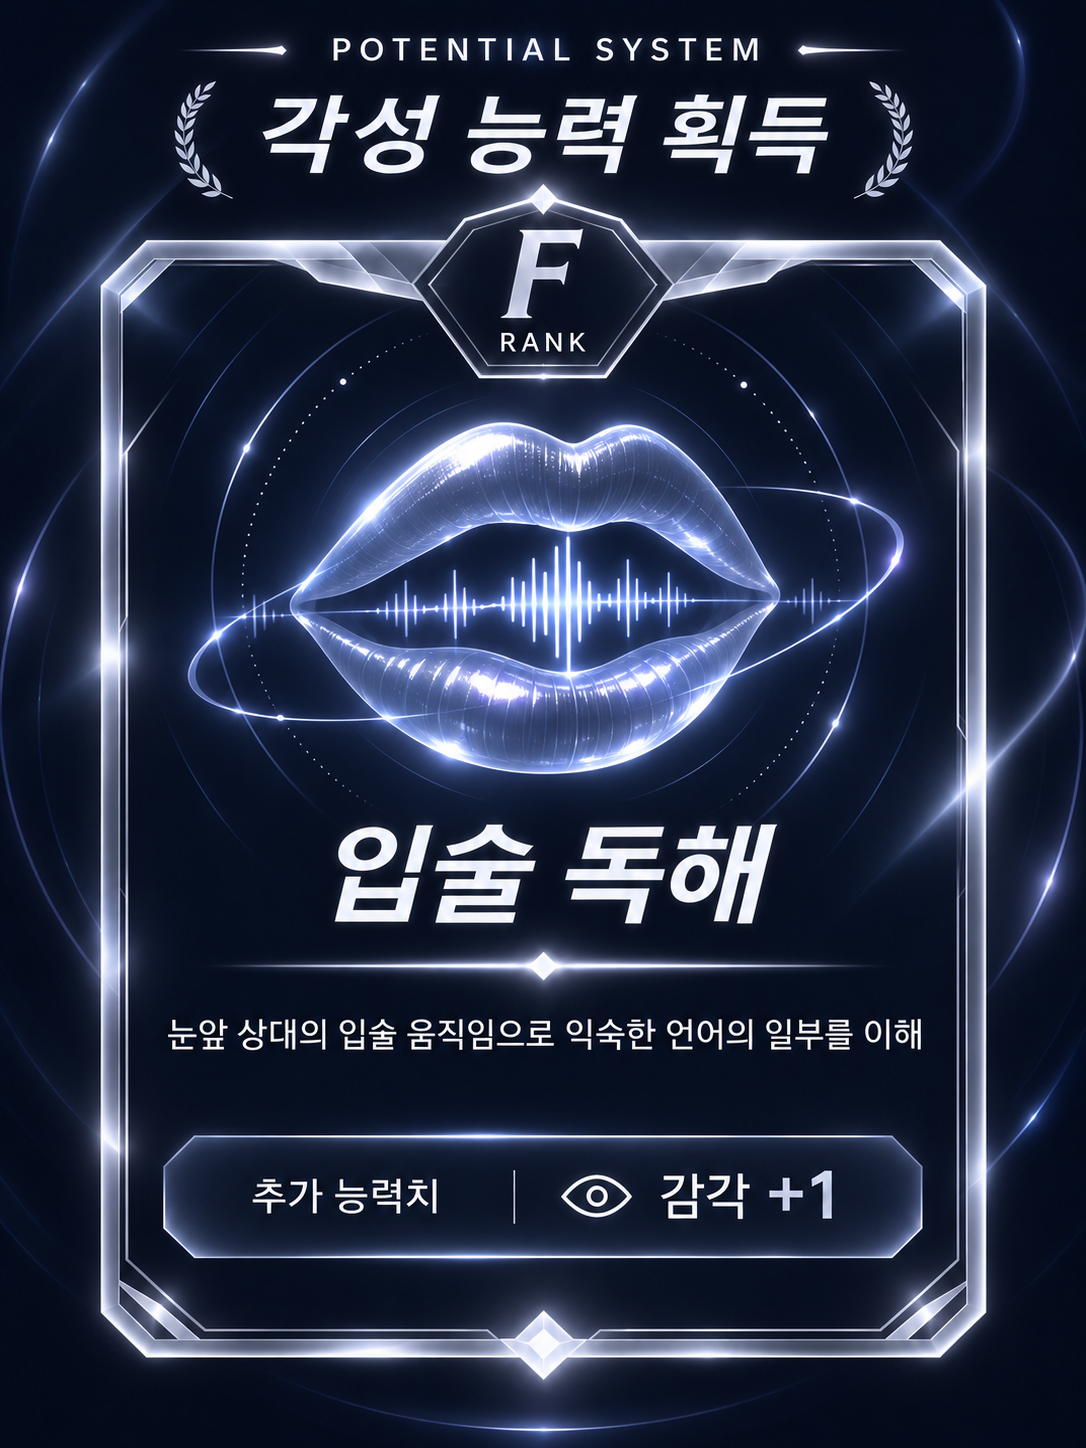 POTENTIAL SYSTEM
각성 능력 획득
F
RANK
입술 독해
눈앞 상대의 입술 움직임으로 익숙한 언어의 일부를 이해
추가 능력치 감각 +1